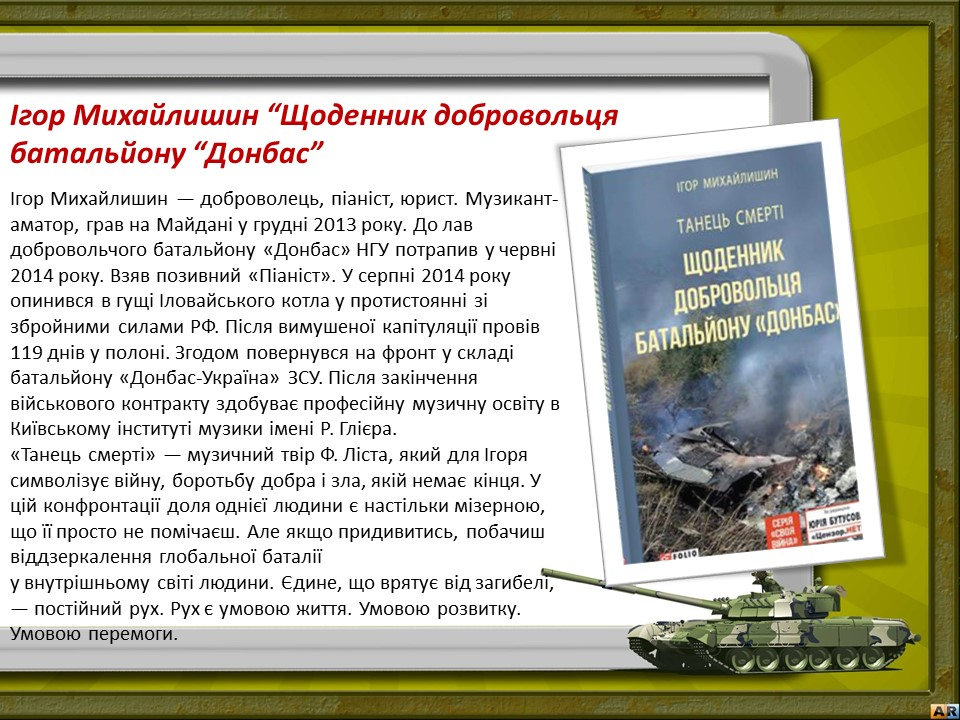 Ігор Михайлишин “Щоденник добровольця
батальйону “Донбас”
Ігор Михайлишин — доброволець, піаніст, юрист. Музикант-
аматор, грав на Майдані у грудні 2013 року. До лав
добровольчого батальйону «Донбас» НГУ потрапив у червні
2014 року. Взяв позивний «Піаніст». У серпні 2014 року
опинився в гущі Іловайського котла у протистоянні зі
збройними силами РФ. Після вимушеної капітуляції провів
119 днів у полоні. Згодом повернувся на фронт у складі
батальйону «Донбас-Україна» ЗСУ. Після закінчення
військового контракту здобуває професійну музичну освіту в
Київському інституті музики імені Р. Глієра.
«Танець смерті» — музичний твір Ф. Ліста, який для Ігоря
символізує війну, боротьбу добра і зла, якій немає кінця. У
цій конфронтації доля однієї людини є настільки мізерною,
що її просто не помічаєш. Але якщо придивитись, побачиш
віддзеркалення глобальної баталії
у внутрішньому світі людини. Єдине, що врятує від загибелі,
— постійний рух. Рух є умовою життя. Умовою розвитку.
Умовою перемоги.
ІГОР МИХАЙЛИШИН
ТАНЕЦЬ СМЕРТІ
ЩОДЕННИК
ДОБРОВОЛЬЦЯ
БАТАЛЬЙОНУ «ДОНБАС»
FOLIO
СЕРІЯ
«СВОЯ
ВІЙНА»
ЮРІЙ БУТУСОВ
«Цензор.НЕТ»
AR